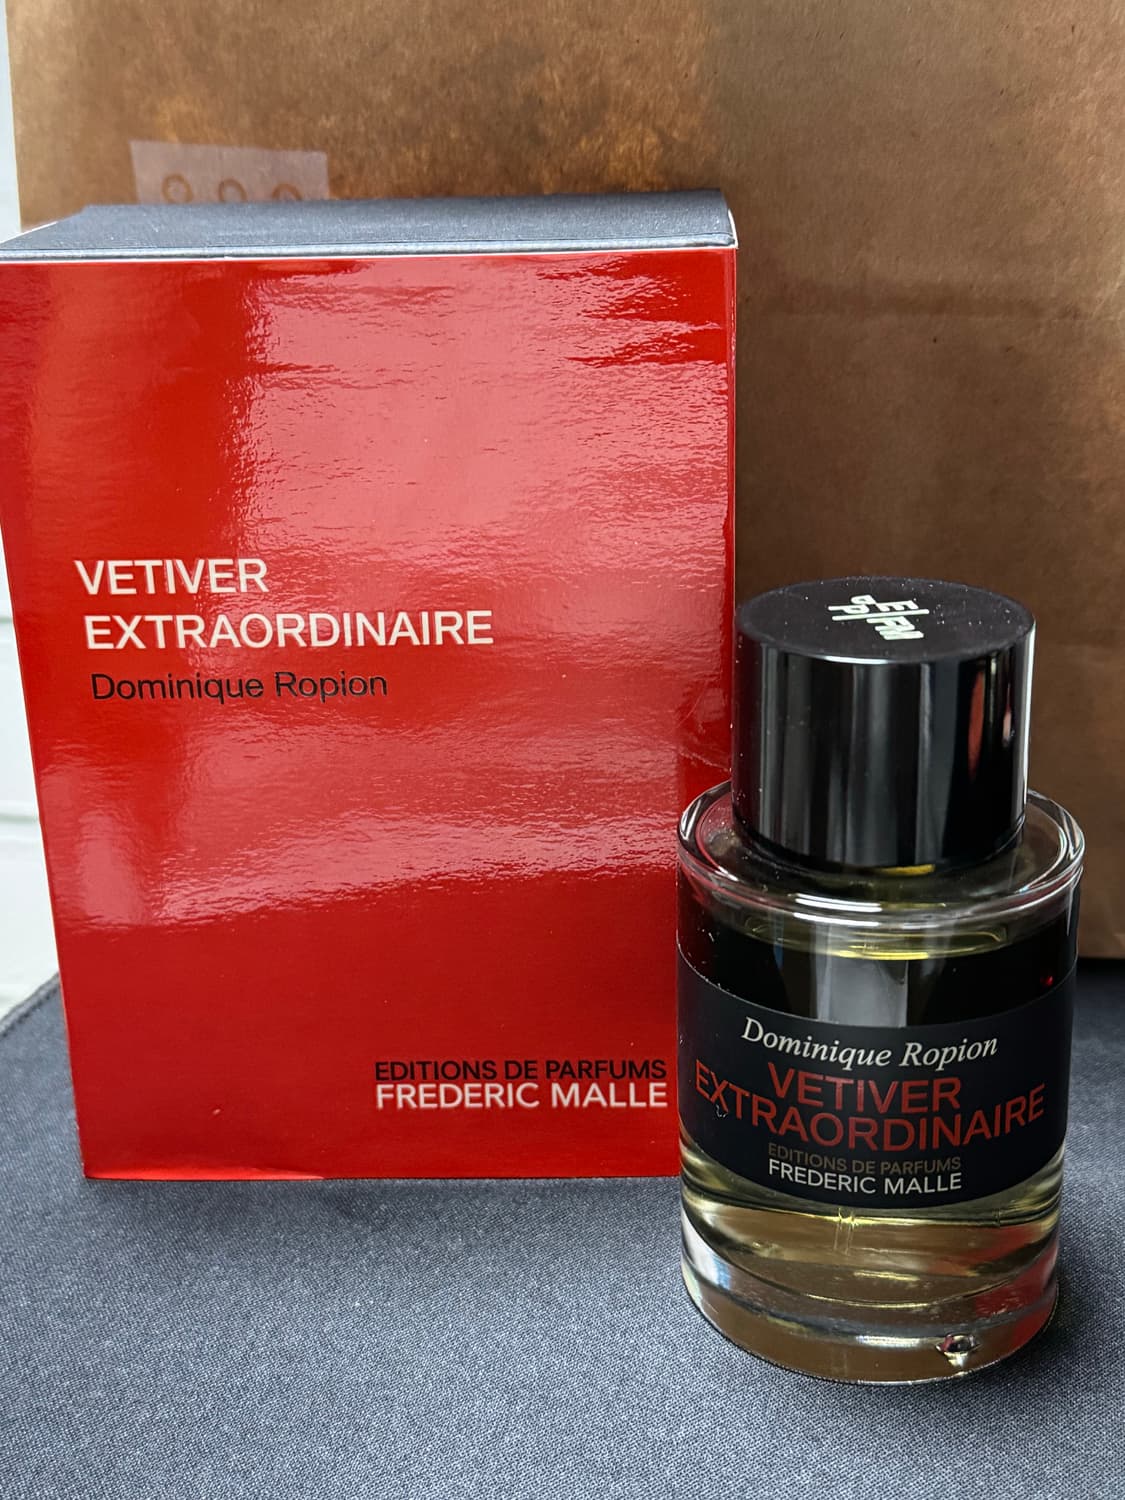 VETIVER
EXTRAORDINAIRE
Dominique Ropion
EDITIONS DE PARFUMS
FREDERIC MALLE
Dominique Ropion
VETIVER
EXTRAORDINAIRE
EDITIONS DE PARFUMS
FREDERIC MALLE